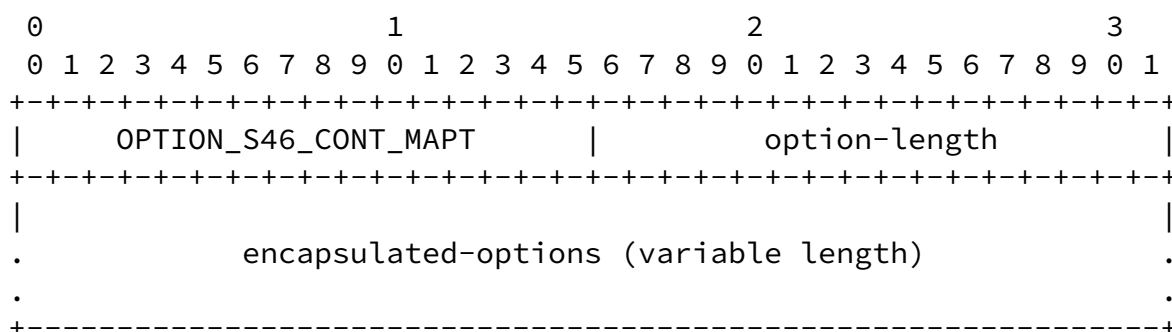 0                   1                   2                   3
 0 1 2 3 4 5 6 7 8 9 0 1 2 3 4 5 6 7 8 9 0 1 2 3 4 5 6 7 8 9 0 1
+-+-+-+-+-+-+-+-+-+-+-+-+-+-+-+-+-+-+-+-+-+-+-+-+-+-+-+-+-+-+-+-+
|     OPTION_S46_CONT_MAPT      |         option-length         |
+-+-+-+-+-+-+-+-+-+-+-+-+-+-+-+-+-+-+-+-+-+-+-+-+-+-+-+-+-+-+-+-+
|                                                               |
.            encapsulated-options (variable length)             .
.                                                               .
+---------------------------------------------------------------+